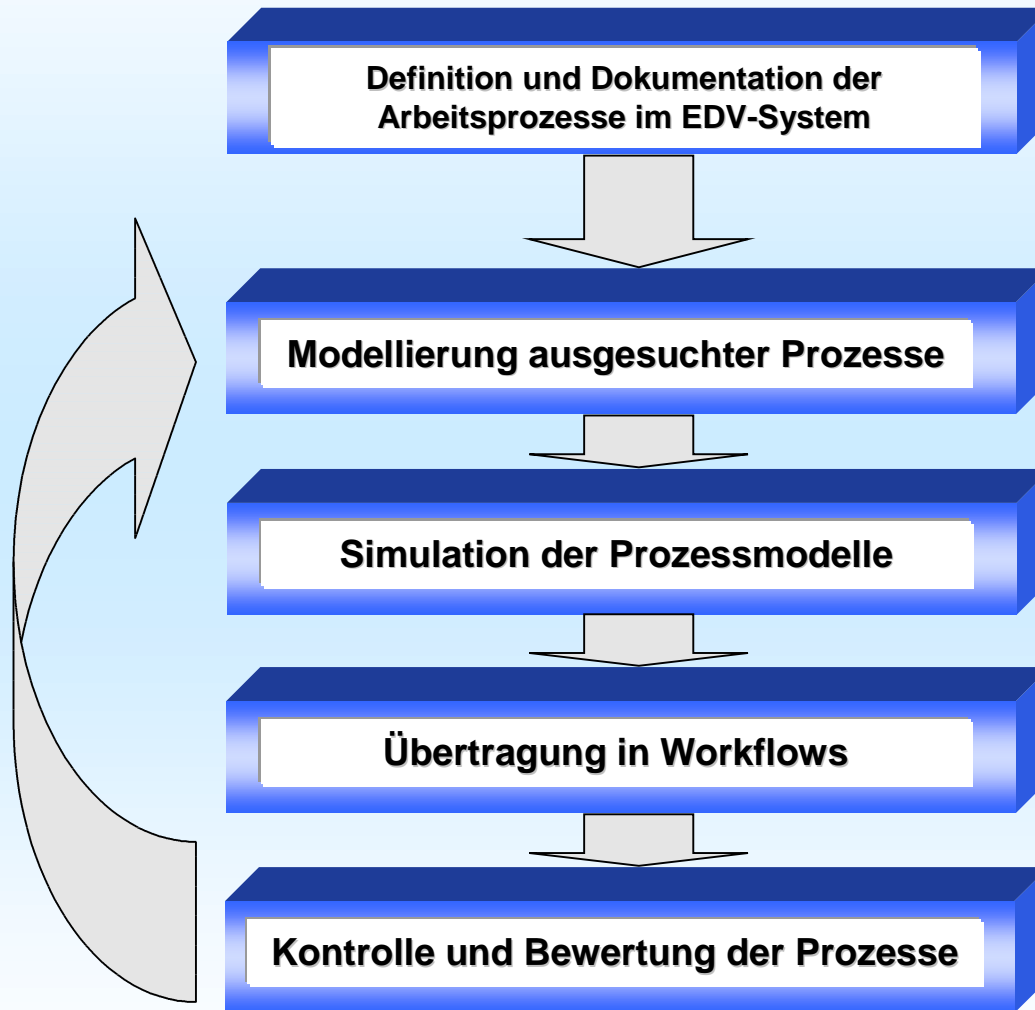 Definition und Dokumentation der
Arbeitsprozesse im EDV-System
Modellierung ausgesuchter Prozesse
Simulation der Prozessmodelle
Übertragung in Workflows
Kontrolle und Bewertung der Prozesse